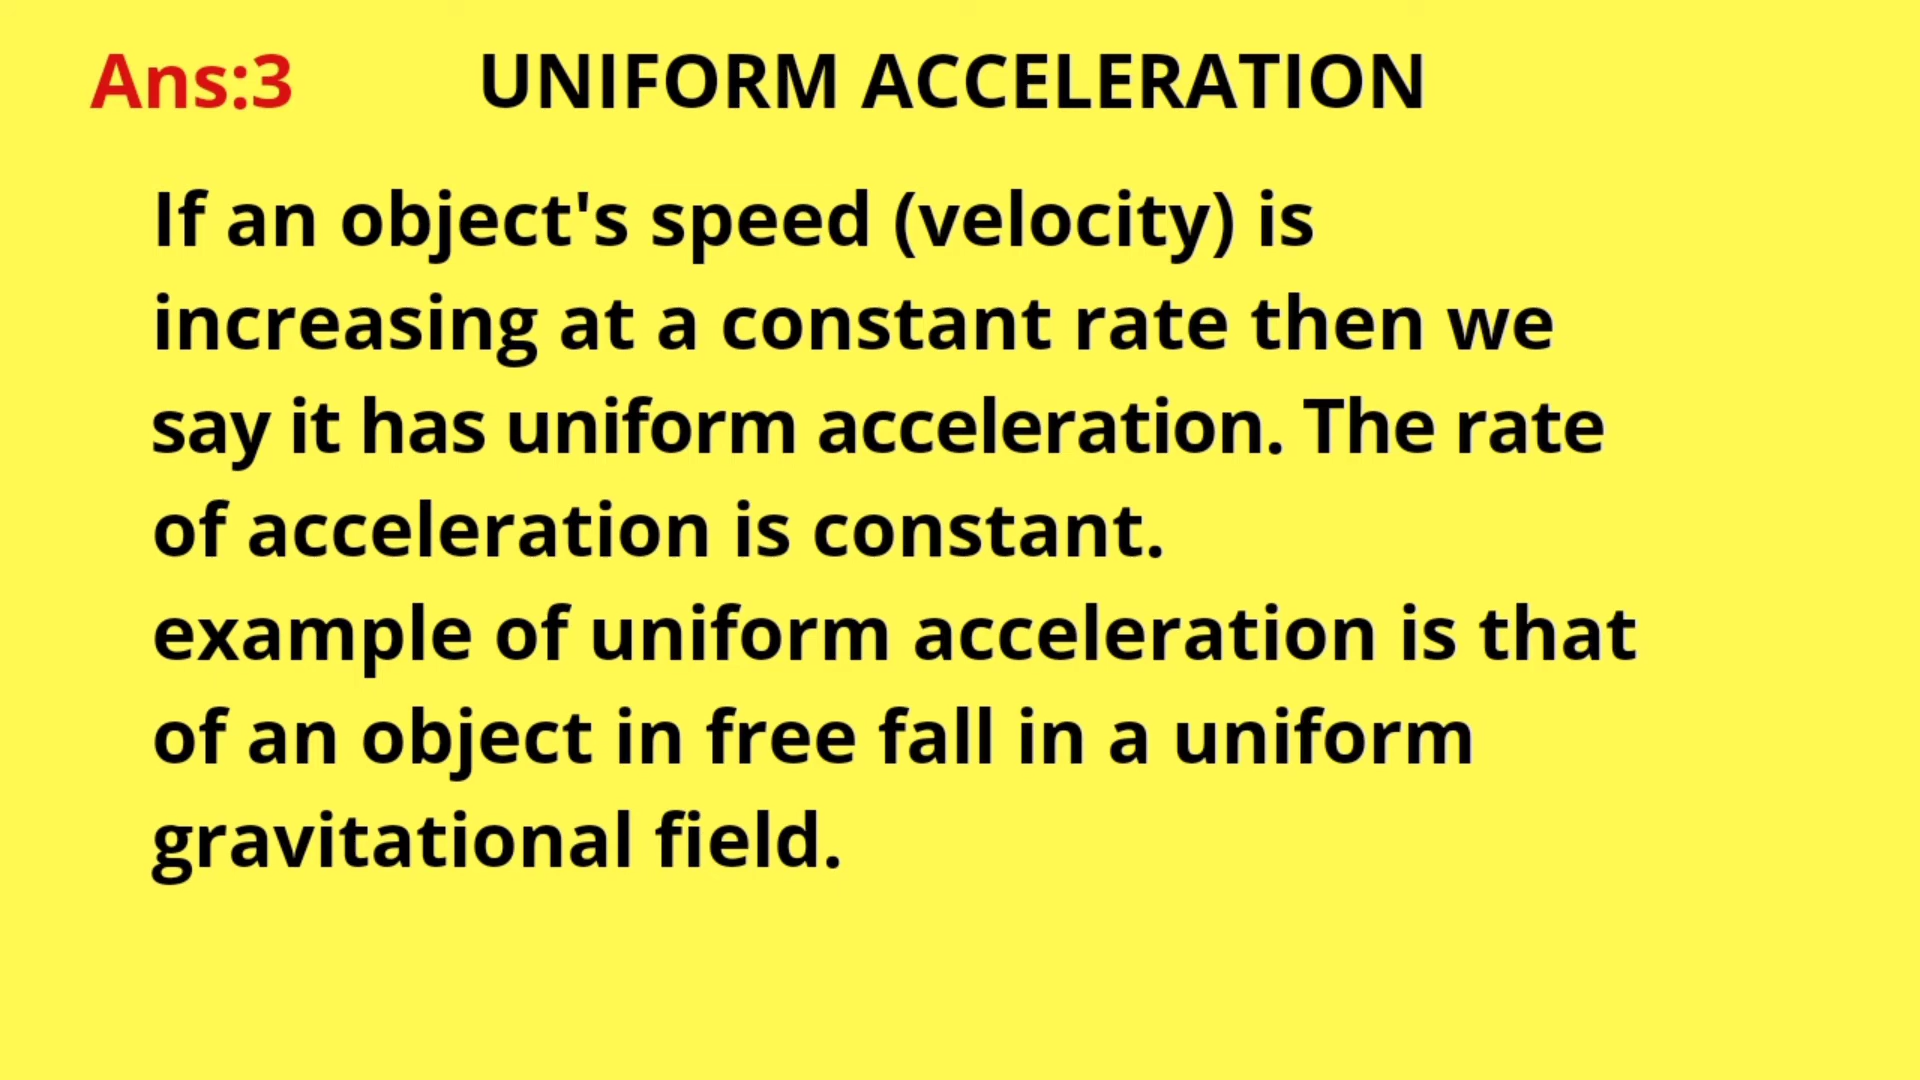 Ans:3 UNIFORM ACCELERATION
If an object's speed (velocity) is
increasing at a constant rate then we
say it has uniform acceleration. The rate
of acceleration is constant.
example of uniform acceleration is that
of an object in free fall in a uniform
gravitational field.